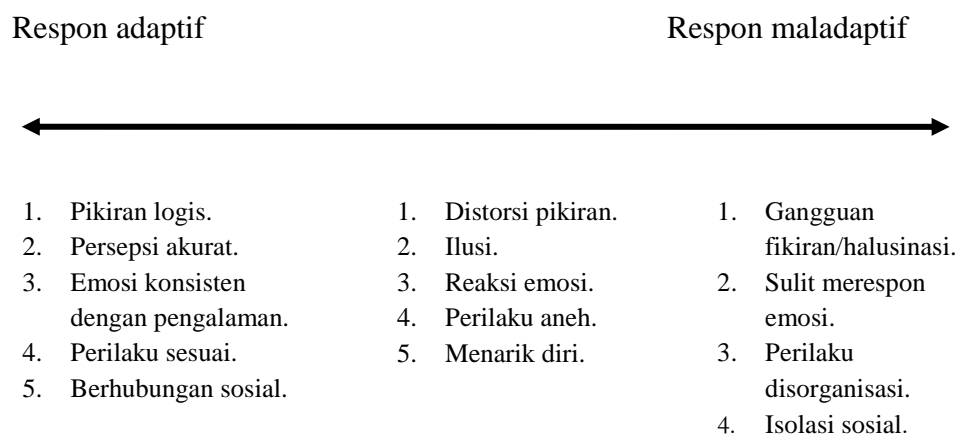 Respon adaptif
Respon maladaptif
1. Pikiran logis.
2. Persepsi akurat.
3. Emosi konsisten
dengan pengalaman.
4. Perilaku sesuai.
5. Berhubungan sosial.
1. Distorsi pikiran.
2. Ilusi.
3. Reaksi emosi.
4. Perilaku aneh.
5. Menarik diri.
1. Gangguan
fikiran/halusinasi.
2. Sulit merespon
emosi.
3. Perilaku
disorganisasi.
4. Isolasi sosial.